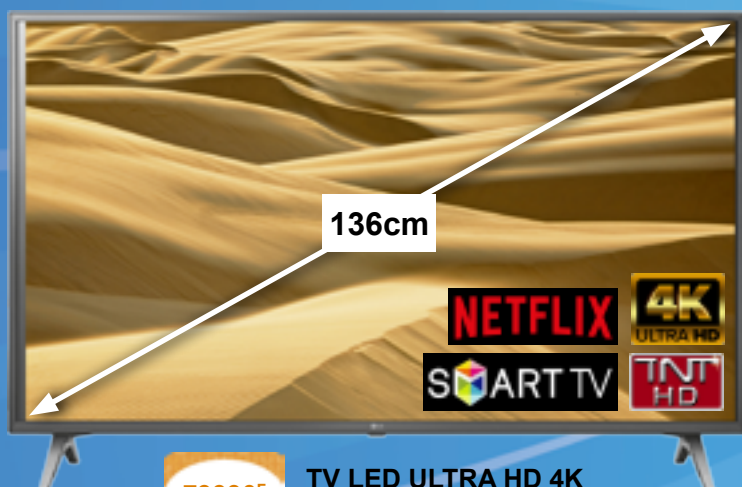 136cm
NETFLIX
4K
ULTRA HD
SMART TV
TNT
HD
TV LED ULTRA HD 4K